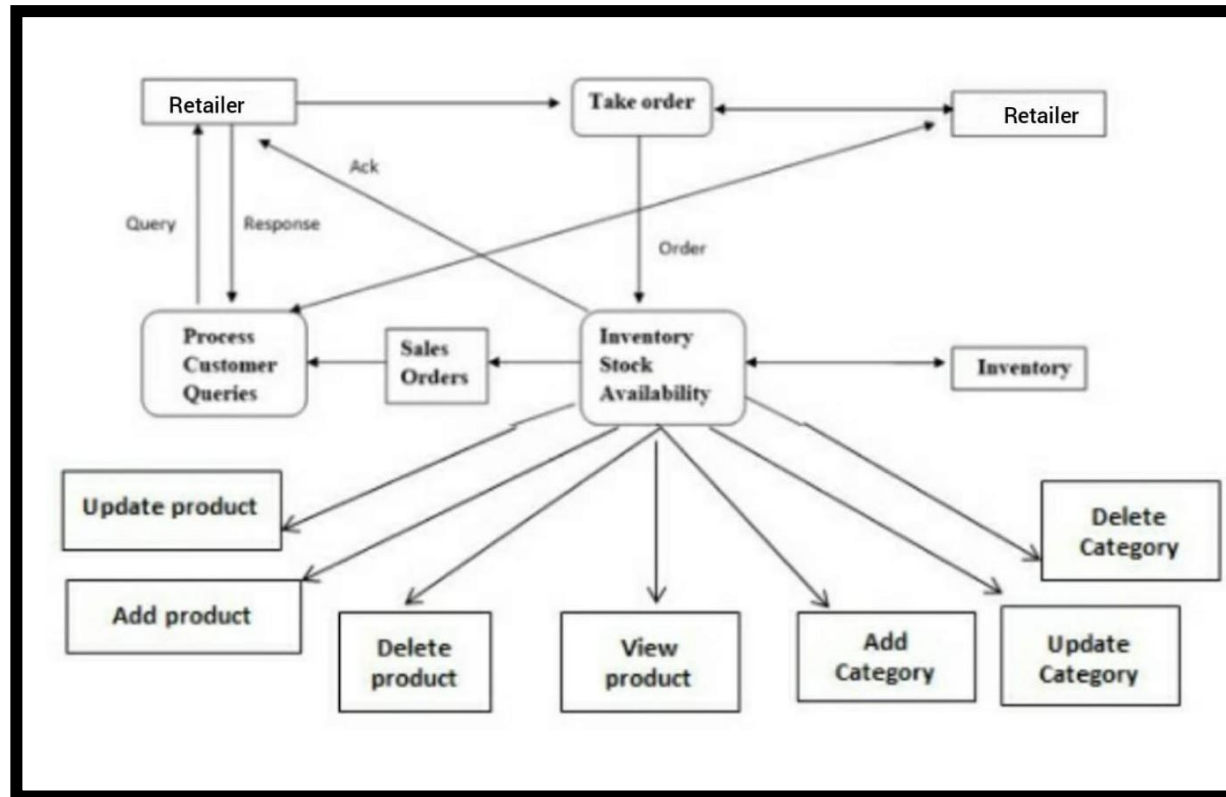 Retailer
Take order
Retailer
Ack
Query
Response
Order
Process
Customer
Queries
Sales
Orders
Inventory
Stock
Availability
Inventory
Update product
Delete
Category
Add product
Delete
product
View
product
Add
Category
Update
Category